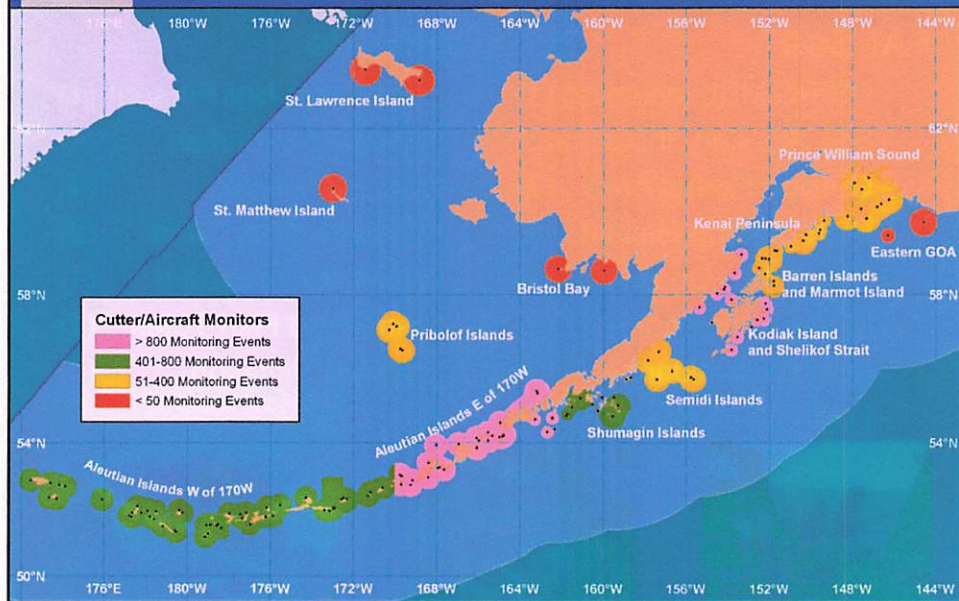 176°E 180°W 176°W 172°W 168°W 164°W 160°W 156°W 152°W 148°W 144°W
St. Lawrence Island
62°N 62°N
Prince William Sound
St. Matthew Island
Kenai Peninsula
Eastern GOA
Bristol Bay
Barren Islands
and Marmot Island
58°N 58°N
Cutter/Aircraft Monitors
> 800 Monitoring Events
401-800 Monitoring Events
51-400 Monitoring Events
< 50 Monitoring Events
Pribolof Islands
Kodiak Island
and Shelikof Strait
Semidi Islands
Aleutian Islands E of 170W
Shumagin Islands
54°N 54°N
Aleutian Islands W of 170W
50°N 50°N
176°E 180°W 176°W 172°W 168°W 164°W 160°W 156°W 152°W 148°W 144°W